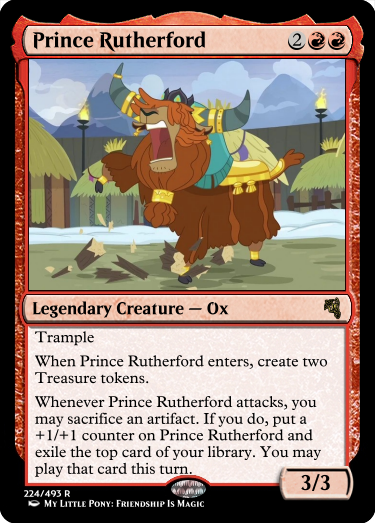 Prince Rutherford 2
Legendary Creature — Ox
Trample
When Prince Rutherford enters, create two
Treasure tokens.
Whenever Prince Rutherford attacks, you
may sacrifice an artifact. If you do, put a
+1/+1 counter on Prince Rutherford and
exile the top card of your library. You may
play that card this turn.
3/3
224/493 R
My Little Pony: Friendship Is Magic